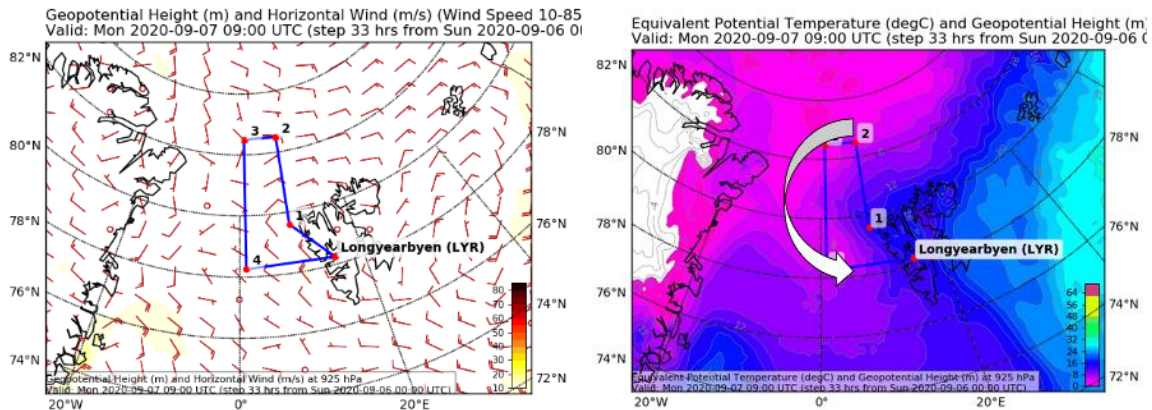 Geopotential Height (m) and Horizontal Wind (m/s) (Wind Speed 10-85
Valid: Mon 2020-09-07 09:00 UTC (step 33 hrs from Sun 2020-09-06 00:
82°N
80°N
78°N
76°N
74°N
78°N
76°N
74°N
72°N
3
2
1
Longyearbyen (LYR)
4
80
70
60
50
40
30
20
10
Geopotential Height (m) and Horizontal Wind (m/s) at 925 hPa
Valid: Mon 2020-09-07 09:00 UTC (step 33 hrs from Sun 2020-09-06 00:00 UTC)
20°W
0°
20°E
Equivalent Potential Temperature (degC) and Geopotential Height (m)
Valid: Mon 2020-09-07 09:00 UTC (step 33 hrs from Sun 2020-09-06 0
82°N
80°N
78°N
76°N
74°N
78°N
76°N
74°N
72°N
2
1
Longyearbyen (LYR)
12
64
56
48
40
32
24
16
8
0
Equivalent Potential Temperature (degC) and Geopotential Height (m) at 925 hPa
Valid: Mon 2020-09-07 09:00 UTC (step 33 hrs from Sun 2020-09-06 00:00 UTC)
20°W
0°
20°E